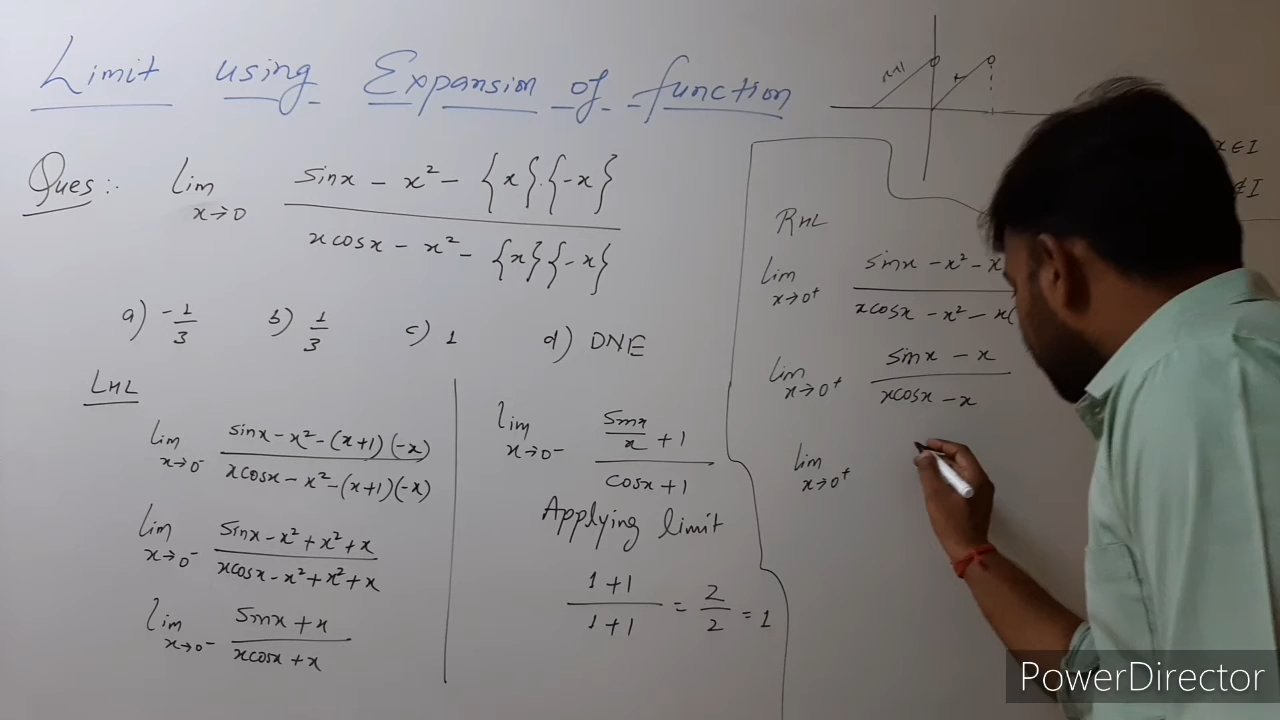 Limit using Expansion of function
Ques:- lim x→0 (sinx - x² - {x}.{-x}) / (xcosx - x² - {x}{-x})
a) -1/3 b) 1/3 c) 1 d) DNE
LHL
lim x→0⁻ (sinx - x² - (x+1)(-x)) / (xcosx - x² - (x+1)(-x))
lim x→0⁻ (sinx - x² + x² + x) / (xcosx - x² + x² + x)
lim x→0⁻ (sinx + x) / (xcosx + x)
lim x→0⁻ (sinx/x + 1) / (cosx + 1)
Applying limit
(1+1) / (1+1) = 2/2 = 1
x ∈ I
∉ I
RHL
lim x→0⁺ (sinx - x² - x) / (xcosx - x² - x(
lim x→0⁺ (sinx - x) / (xcosx - x)
lim x→0⁺
PowerDirector